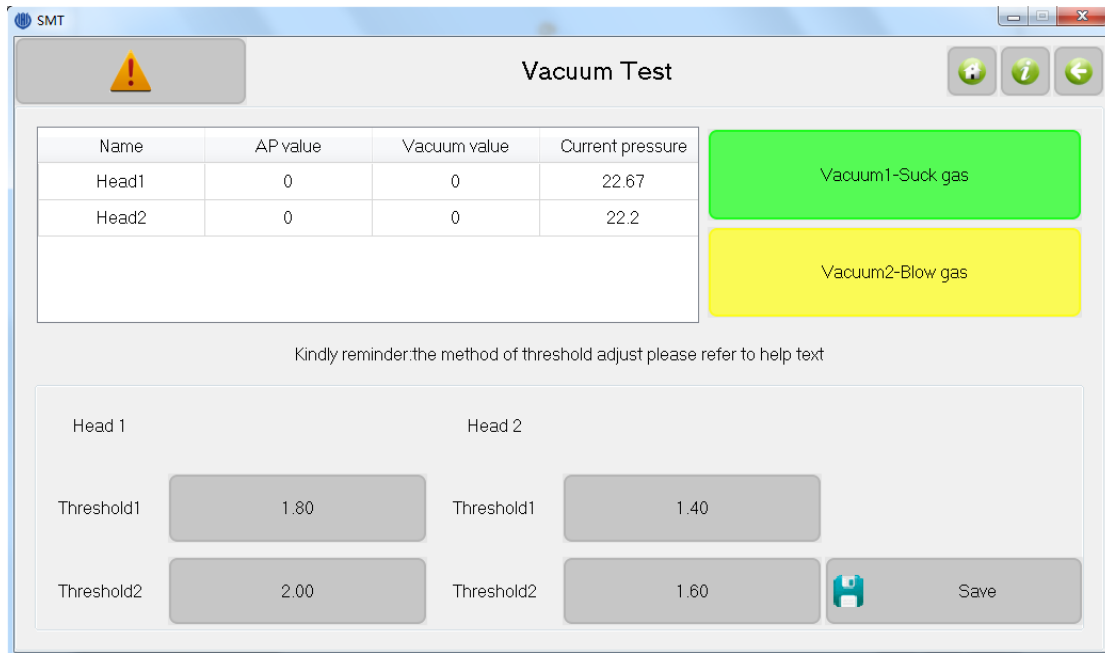 SMT
Vacuum Test
Name AP value Vacuum value Current pressure
Head1 0 0 22.67
Head2 0 0 22.2
Vacuum1-Suck gas
Vacuum2-Blow gas
Kindly reminder:the method of threshold adjust please refer to help text
Head 1 Head 2
Threshold1 1.80 Threshold1 1.40
Threshold2 2.00 Threshold2 1.60 Save